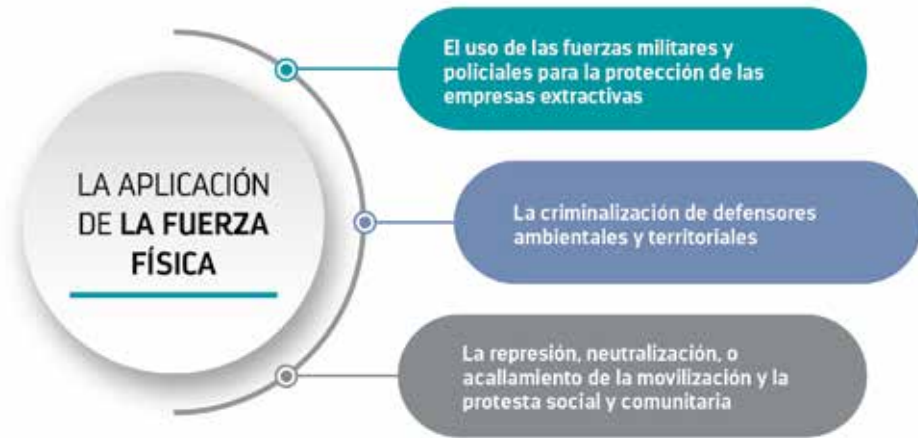 LA APLICACIÓN
DE LA FUERZA
FÍSICA
El uso de las fuerzas militares y
policiales para la protección de las
empresas extractivas
La criminalización de defensores
ambientales y territoriales
La represión, neutralización, o
acallamiento de la movilización y la
protesta social y comunitaria